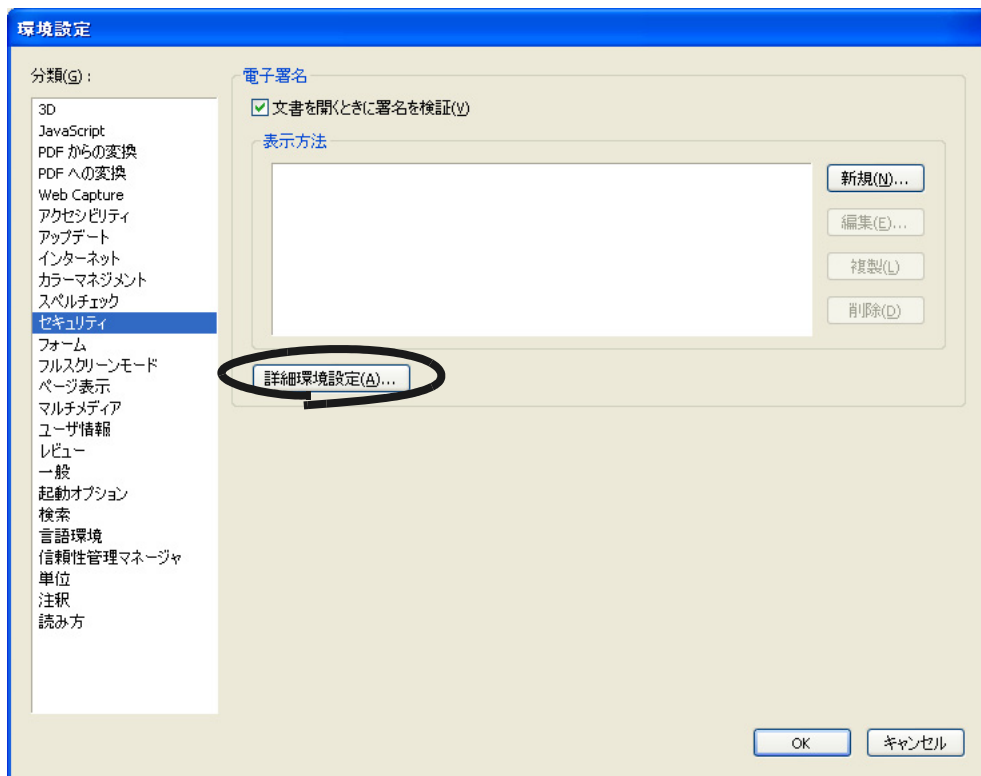 環境設定
分類(G) :
3D
JavaScript
PDF からの変換
PDF への変換
Web Capture
アクセシビリティ
アップデート
インターネット
カラーマネジメント
スペルチェック
セキュリティ
フォーム
フルスクリーンモード
ページ表示
マルチメディア
ユーザ情報
レビュー
一般
起動オプション
検索
言語環境
信頼性管理マネージャ
単位
注釈
読み方
電子署名
文書を開くときに署名を検証(V)
表示方法
新規(N)...
編集(E)...
複製(L)
削除(D)
詳細環境設定(A)...
OK
キャンセル